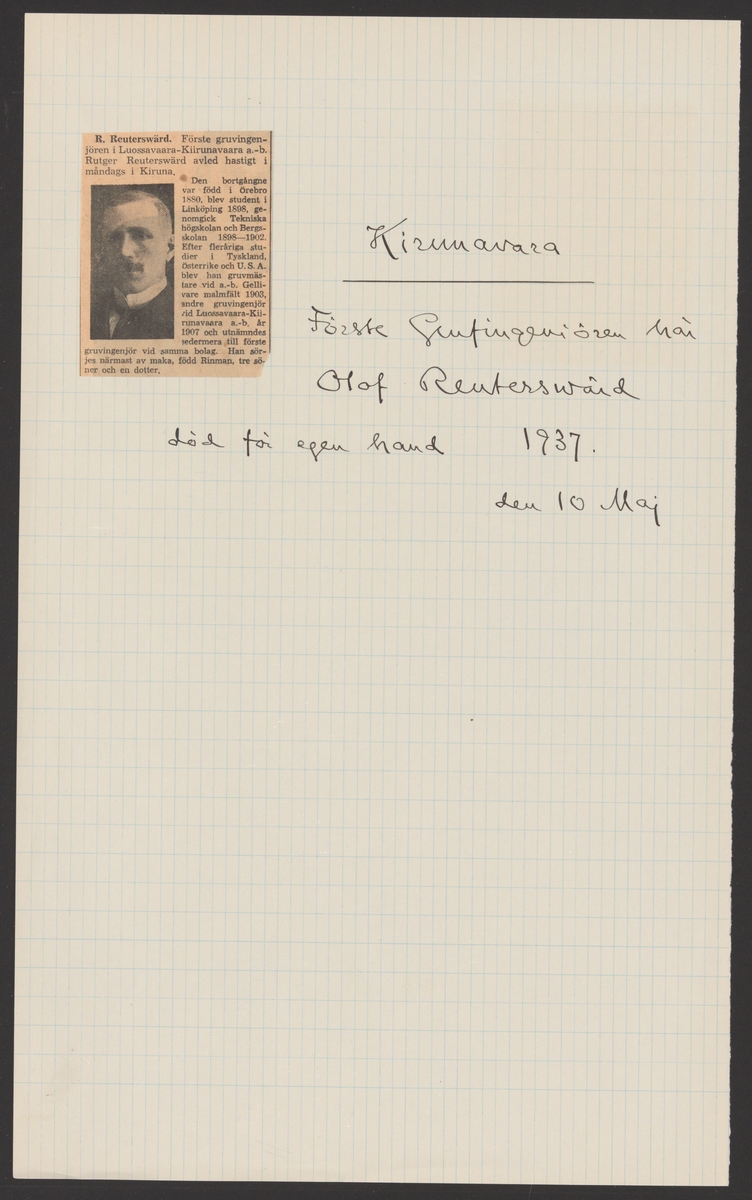 R. Reuterswärd. Förste gruvingen-
jören i Luossavaara-Kiirunavaara a.-b.
Rutger Reuterswärd avled hastigt i
måndags i Kiruna.
Den bortgångne
var född i Örebro
1880, blev student i
Linköping 1898, ge-
nomgick Tekniska
högskolan och Bergs-
skolan 1898—1902.
Efter fleråriga stu-
dier i Tyskland,
Österrike och U. S. A.
blev han gruvmäs-
tare vid a.-b. Gelli-
vare malmfält 1903,
andre gruvingenjör
vid Luossavaara-Kii-
runavaara a.-b. år
1907 och utnämndes
sedermera till förste
gruvingenjör vid samma bolag. Han sör-
jes närmast av maka, född Rinman, tre sö-
ner och en dotter.
Kirunavara
Förste Grufingeniören här
Olof Reuterswärd
död för egen hand 1937.
den 10 Maj